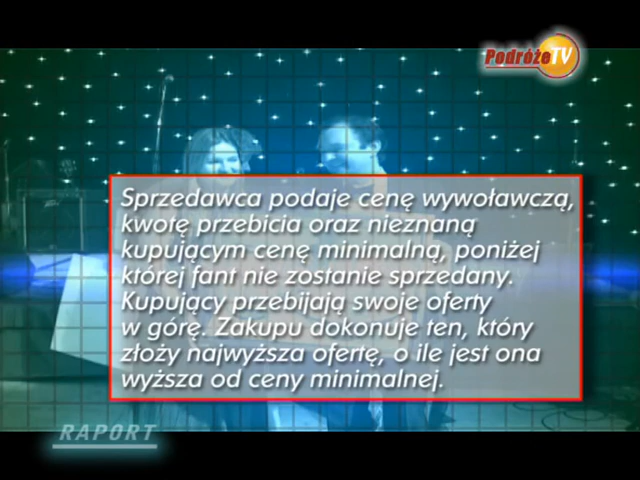 PodróżeTV
Sprzedawca podaje cenę wywoławczą,
kwotę przebicia oraz nieznaną
kupującym cenę minimalną, poniżej
której fant nie zostanie sprzedany.
Kupujący przebijają swoje oferty
w górę. Zakupu dokonuje ten, który
złoży najwyższa ofertę, o ile jest ona
wyższa od ceny minimalnej.
RAPORT